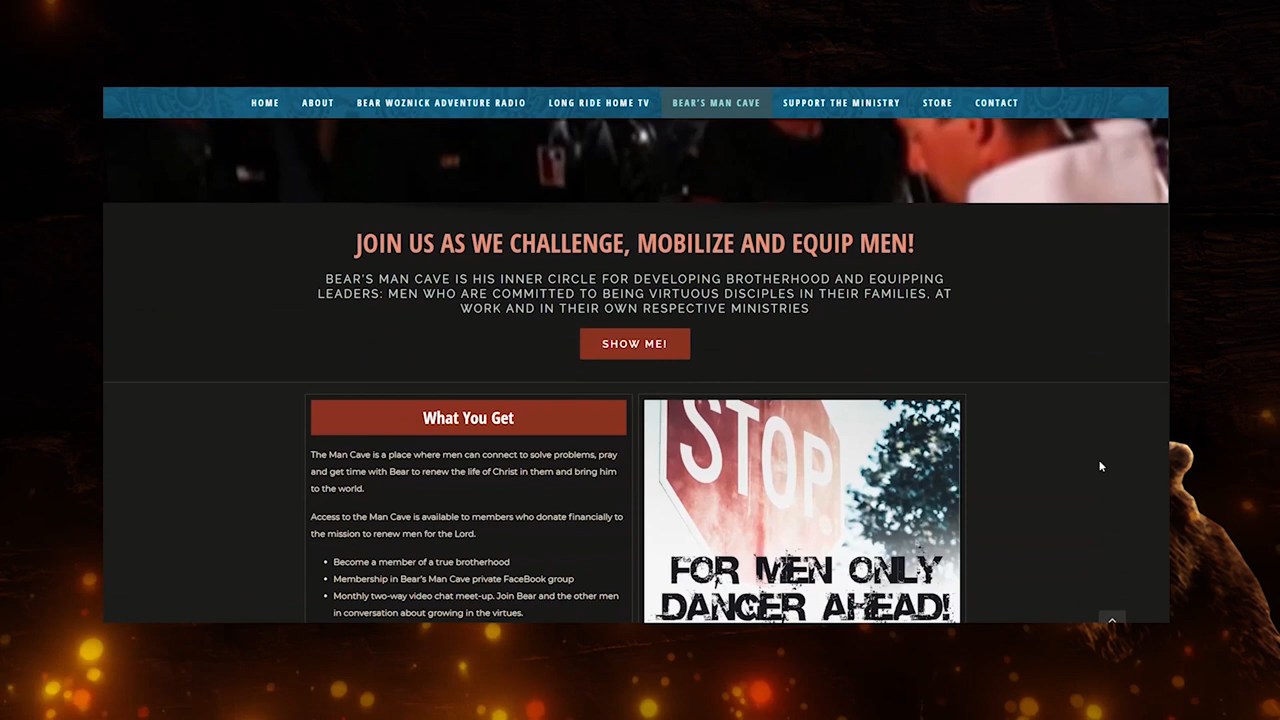 HOME ABOUT BEAR WOZNICK ADVENTURE RADIO LONG RIDE HOME TV BEAR'S MAN CAVE SUPPORT THE MINISTRY STORE CONTACT
JOIN US AS WE CHALLENGE, MOBILIZE AND EQUIP MEN!
BEAR'S MAN CAVE IS HIS INNER CIRCLE FOR DEVELOPING BROTHERHOOD AND EQUIPPING
LEADERS: MEN WHO ARE COMMITTED TO BEING VIRTUOUS DISCIPLES IN THEIR FAMILIES, AT
WORK AND IN THEIR OWN RESPECTIVE MINISTRIES
SHOW ME!
What You Get
The Man Cave is a place where men can connect to solve problems, pray
and get time with Bear to renew the life of Christ in them and bring him
to the world.
Access to the Man Cave is available to members who donate financially to
the mission to renew men for the Lord.
• Become a member of a true brotherhood
• Membership in Bear's Man Cave private FaceBook group
• Monthly two-way video chat meet-up. Join Bear and the other men
in conversation about growing in the virtues.
STOP
FOR MEN ONLY
DANGER AHEAD!